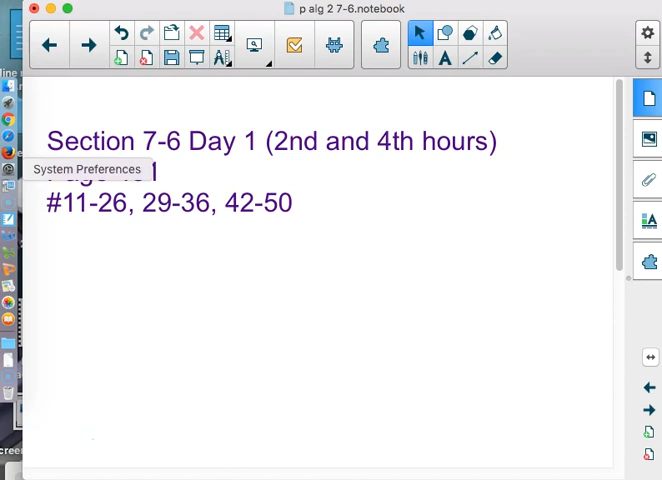 p alg 2 7-6.notebook
Section 7-6 Day 1 (2nd and 4th hours)
System Preferences
#11-26, 29-36, 42-50